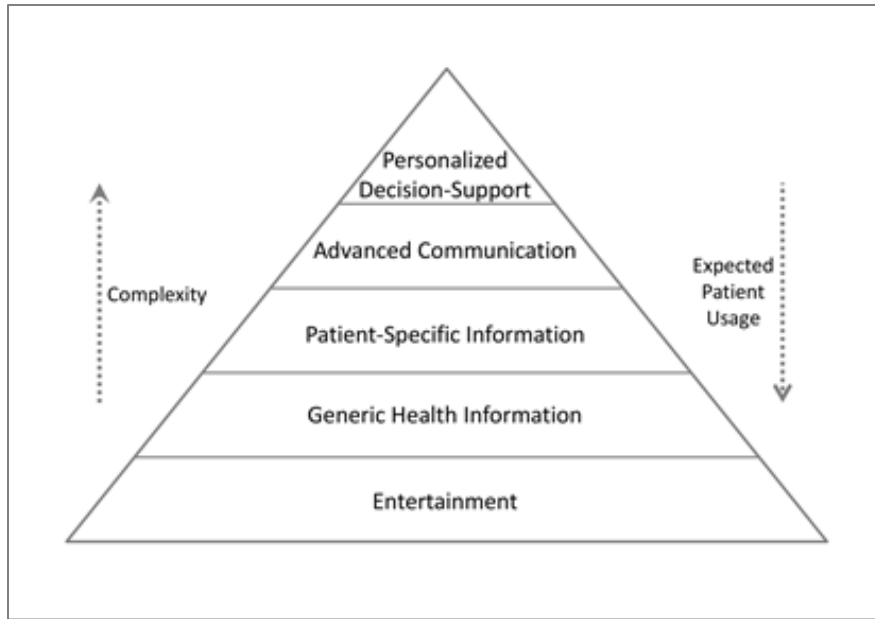 Personalized
Decision-Support
Advanced Communication
Complexity
Expected
Patient
Usage
Patient-Specific Information
Generic Health Information
Entertainment